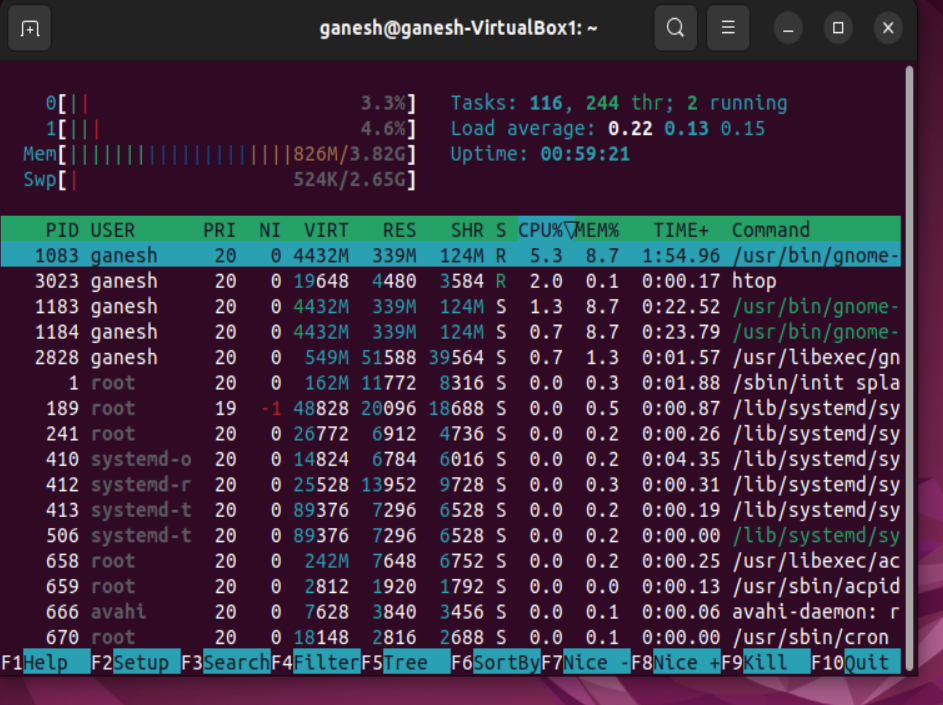 ganesh@ganesh-VirtualBox1: ~
0[|| 3.3%] Tasks: 116, 244 thr; 2 running
1[||| 4.6%] Load average: 0.22 0.13 0.15
Mem[||||||||||||||||||||826M/3.82G] Uptime: 00:59:21
Swp[| 524K/2.65G]
PID USER PRI NI VIRT RES SHR S CPU%▽MEM% TIME+ Command
1083 ganesh 20 0 4432M 339M 124M R 5.3 8.7 1:54.96 /usr/bin/gnome-
3023 ganesh 20 0 19648 4480 3584 R 2.0 0.1 0:00.17 htop
1183 ganesh 20 0 4432M 339M 124M S 1.3 8.7 0:22.52 /usr/bin/gnome-
1184 ganesh 20 0 4432M 339M 124M S 0.7 8.7 0:23.79 /usr/bin/gnome-
2828 ganesh 20 0 549M 51588 39564 S 0.7 1.3 0:01.57 /usr/libexec/gn
1 root 20 0 162M 11772 8316 S 0.0 0.3 0:01.88 /sbin/init spla
189 root 19 -1 48828 20096 18688 S 0.0 0.5 0:00.87 /lib/systemd/sy
241 root 20 0 26772 6912 4736 S 0.0 0.2 0:00.26 /lib/systemd/sy
410 systemd-o 20 0 14824 6784 6016 S 0.0 0.2 0:04.35 /lib/systemd/sy
412 systemd-r 20 0 25528 13952 9728 S 0.0 0.3 0:00.31 /lib/systemd/sy
413 systemd-t 20 0 89376 7296 6528 S 0.0 0.2 0:00.19 /lib/systemd/sy
506 systemd-t 20 0 89376 7296 6528 S 0.0 0.2 0:00.00 /lib/systemd/sy
658 root 20 0 242M 7648 6752 S 0.0 0.2 0:00.25 /usr/libexec/ac
659 root 20 0 2812 1920 1792 S 0.0 0.0 0:00.13 /usr/sbin/acpid
666 avahi 20 0 7628 3840 3456 S 0.0 0.1 0:00.06 avahi-daemon: r
670 root 20 0 18148 2816 2688 S 0.0 0.1 0:00.00 /usr/sbin/cron
F1Help F2Setup F3SearchF4FilterF5Tree F6SortByF7Nice -F8Nice +F9Kill F10Quit